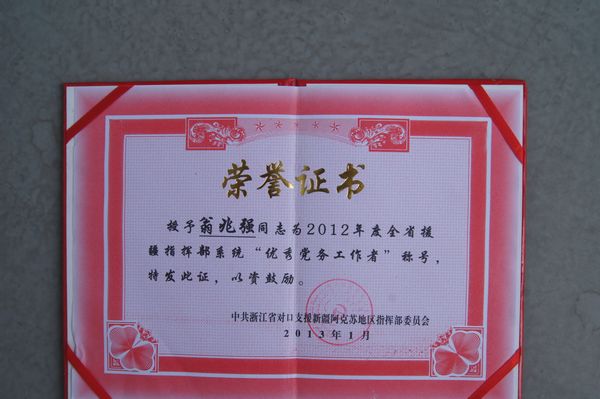 荣誉证书
授予翁兆强同志为2012年度全省援
疆指挥部系统“优秀党务工作者”称号，
特发此证，以资鼓励。
中共浙江省对口支援新疆阿克苏地区指挥部委员会
2013年1月